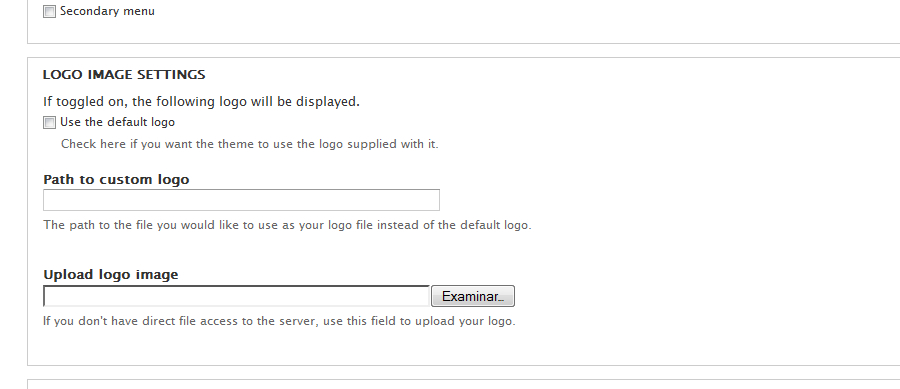 Secondary menu
LOGO IMAGE SETTINGS
If toggled on, the following logo will be displayed.
Use the default logo
Check here if you want the theme to use the logo supplied with it.
Path to custom logo
The path to the file you would like to use as your logo file instead of the default logo.
Upload logo image
Examinar...
If you don't have direct file access to the server, use this field to upload your logo.